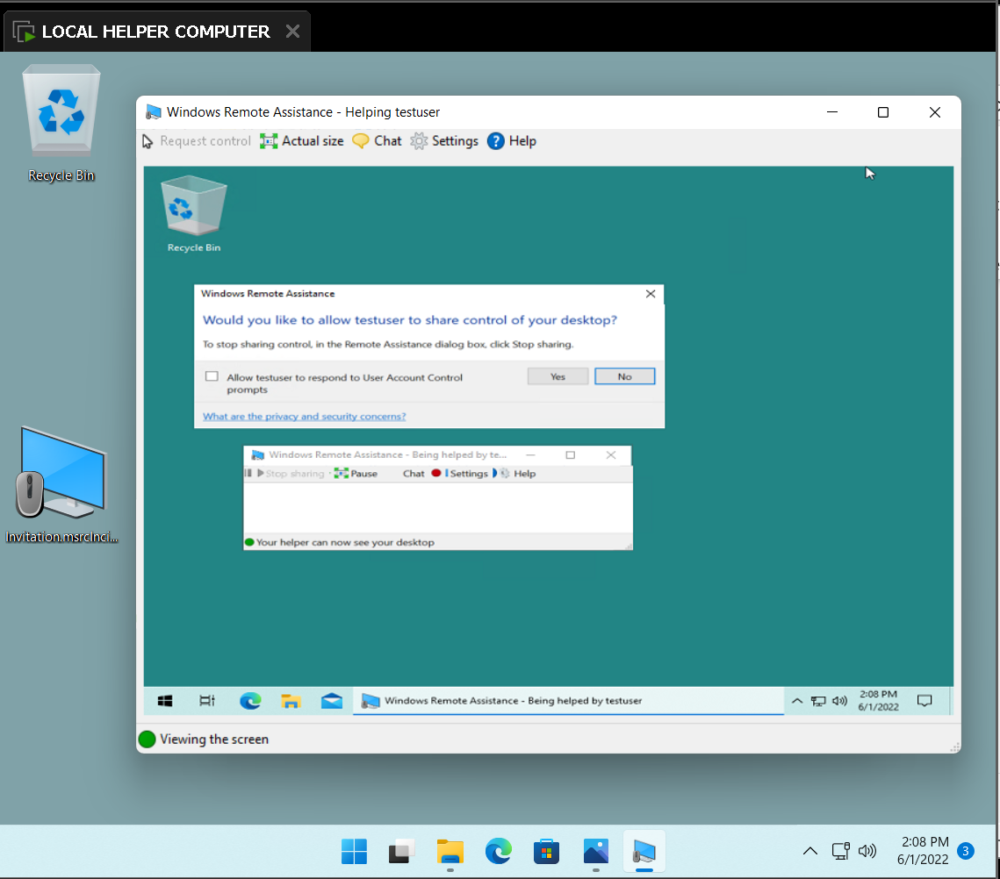 LOCAL HELPER COMPUTER
Recycle Bin
Windows Remote Assistance - Helping testuser
Request control Actual size Chat Settings Help
Recycle Bin
Windows Remote Assistance
Would you like to allow testuser to share control of your desktop?
To stop sharing control, in the Remote Assistance dialog box, click Stop sharing.
Allow testuser to respond to User Account Control
prompts
Yes No
What are the privacy and security concerns?
Windows Remote Assistance - Being helped by te...
Stop sharing Pause Chat Settings Help
Your helper can now see your desktop
Invitation.msrcInci...
Windows Remote Assistance - Being helped by testuser
2:08 PM
6/1/2022
Viewing the screen
2:08 PM
6/1/2022
3